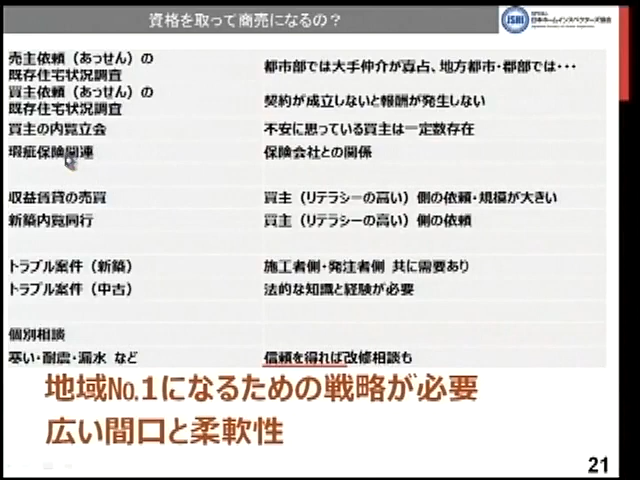 資格を取って商売になるの？
JSHI
日本ホームインスペクターズ協会
売主依頼（あっせん）の
既存住宅状況調査
都市部では大手仲介が寡占、地方都市・郡部では・・・
買主依頼（あっせん）の
既存住宅状況調査
契約が成立しないと報酬が発生しない
買主の内覧立会
不安に思っている買主は一定数存在
瑕疵保険関連
保険会社との関係
収益賃貸の売買
買主（リテラシーの高い）側の依頼・規模が大きい
新築内覧同行
買主（リテラシーの高い）側の依頼
トラブル案件（新築）
施工者側・発注者側 共に需要あり
トラブル案件（中古）
法的な知識と経験が必要
個別相談
寒い・耐震・漏水 など
信頼を得れば改修相談も
地域No.1になるための戦略が必要
広い間口と柔軟性
21